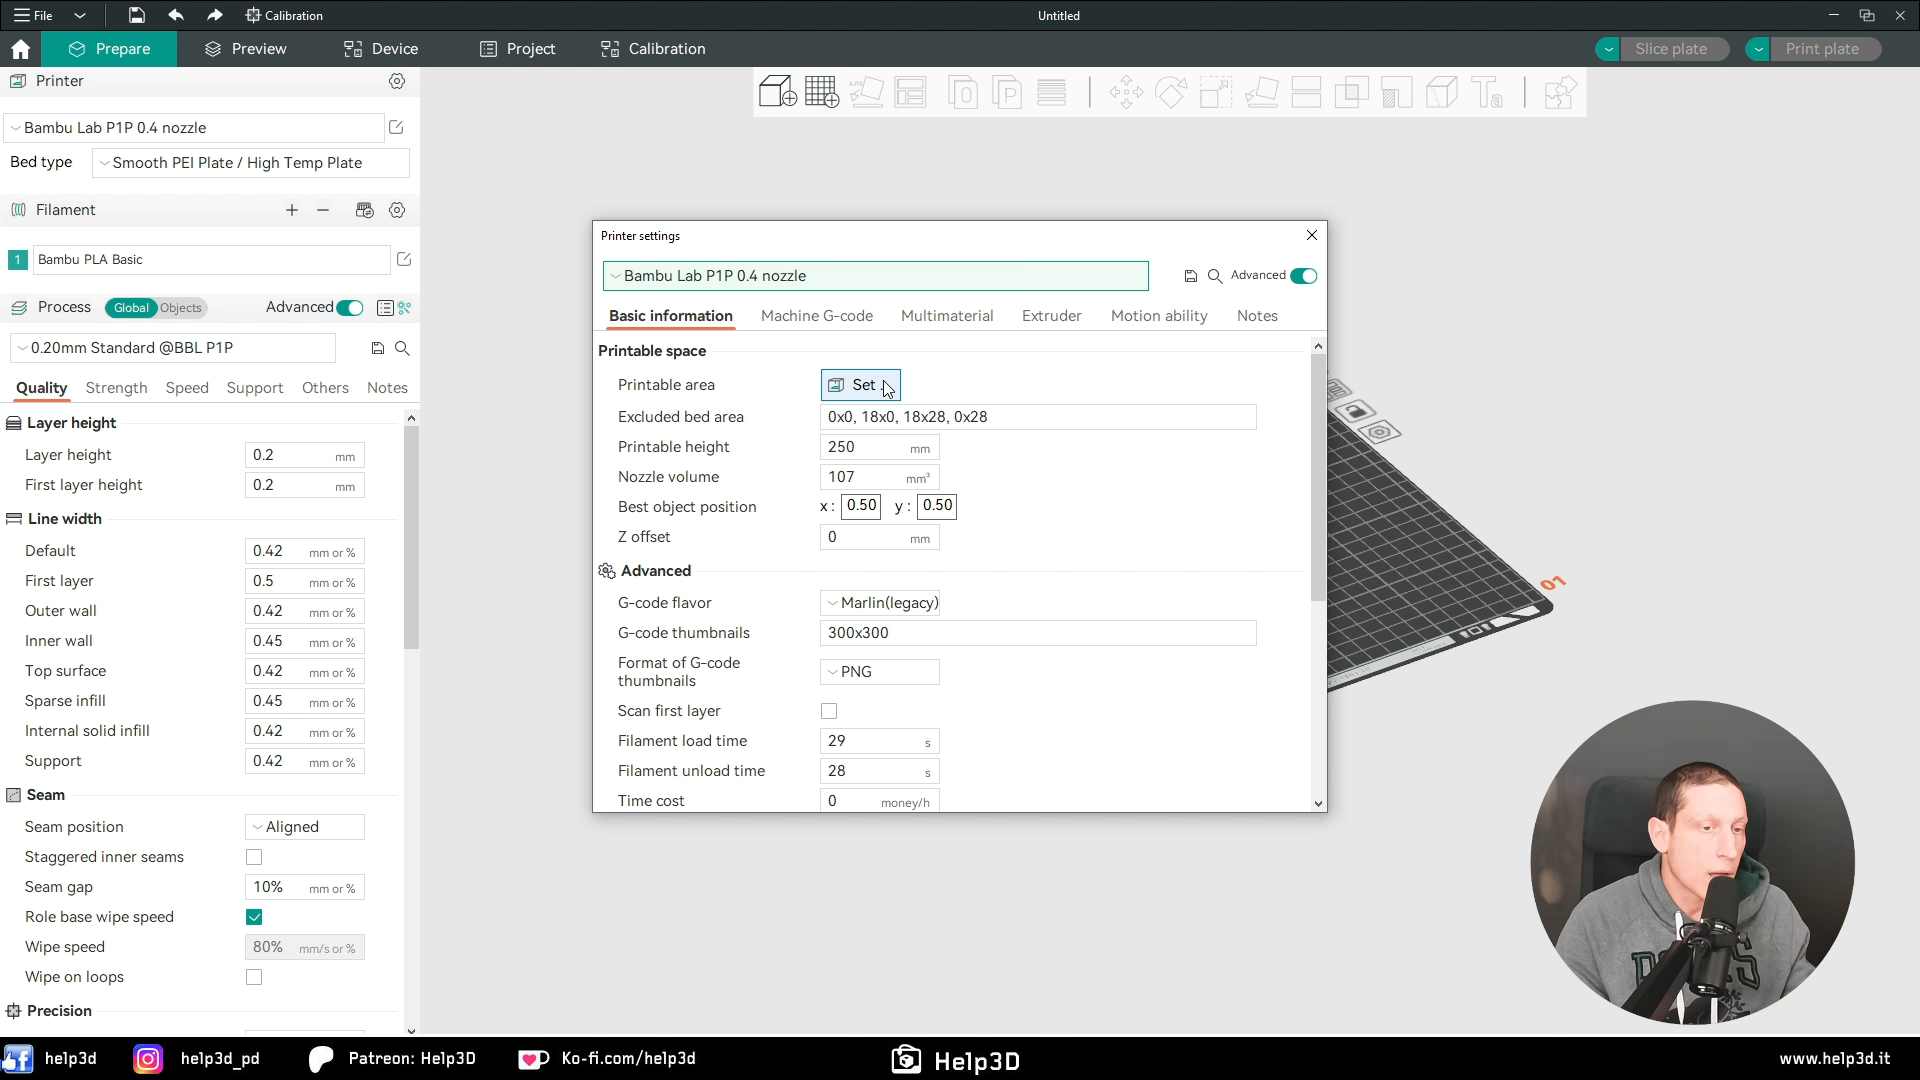 File
Calibration
Untitled
Prepare
Preview
Device
Project
Calibration
Slice plate
Print plate
Printer
Bambu Lab P1P 0.4 nozzle
Bed type
Smooth PEI Plate / High Temp Plate
Filament
1
Bambu PLA Basic
Process
Global
Objects
Advanced
0.20mm Standard @BBL P1P
Quality
Strength
Speed
Support
Others
Notes
Layer height
Layer height 0.2 mm
First layer height 0.2 mm
Line width
Default 0.42 mm or %
First layer 0.5 mm or %
Outer wall 0.42 mm or %
Inner wall 0.45 mm or %
Top surface 0.42 mm or %
Sparse infill 0.45 mm or %
Internal solid infill 0.42 mm or %
Support 0.42 mm or %
Seam
Seam position Aligned
Staggered inner seams
Seam gap 10% mm or %
Role base wipe speed
Wipe speed 80% mm/s or %
Wipe on loops
Precision
Printer settings
Bambu Lab P1P 0.4 nozzle
Advanced
Basic information
Machine G-code
Multimaterial
Extruder
Motion ability
Notes
Printable space
Printable area Set
Excluded bed area 0x0, 18x0, 18x28, 0x28
Printable height 250 mm
Nozzle volume 107 mm³
Best object position x: 0.50 y: 0.50
Z offset 0 mm
Advanced
G-code flavor Marlin(legacy)
G-code thumbnails 300x300
Format of G-code
thumbnails PNG
Scan first layer
Filament load time 29 s
Filament unload time 28 s
Time cost 0 money/h
01
help3d
help3d_pd
Patreon: Help3D
Ko-fi.com/help3d
Help3D
www.help3d.it